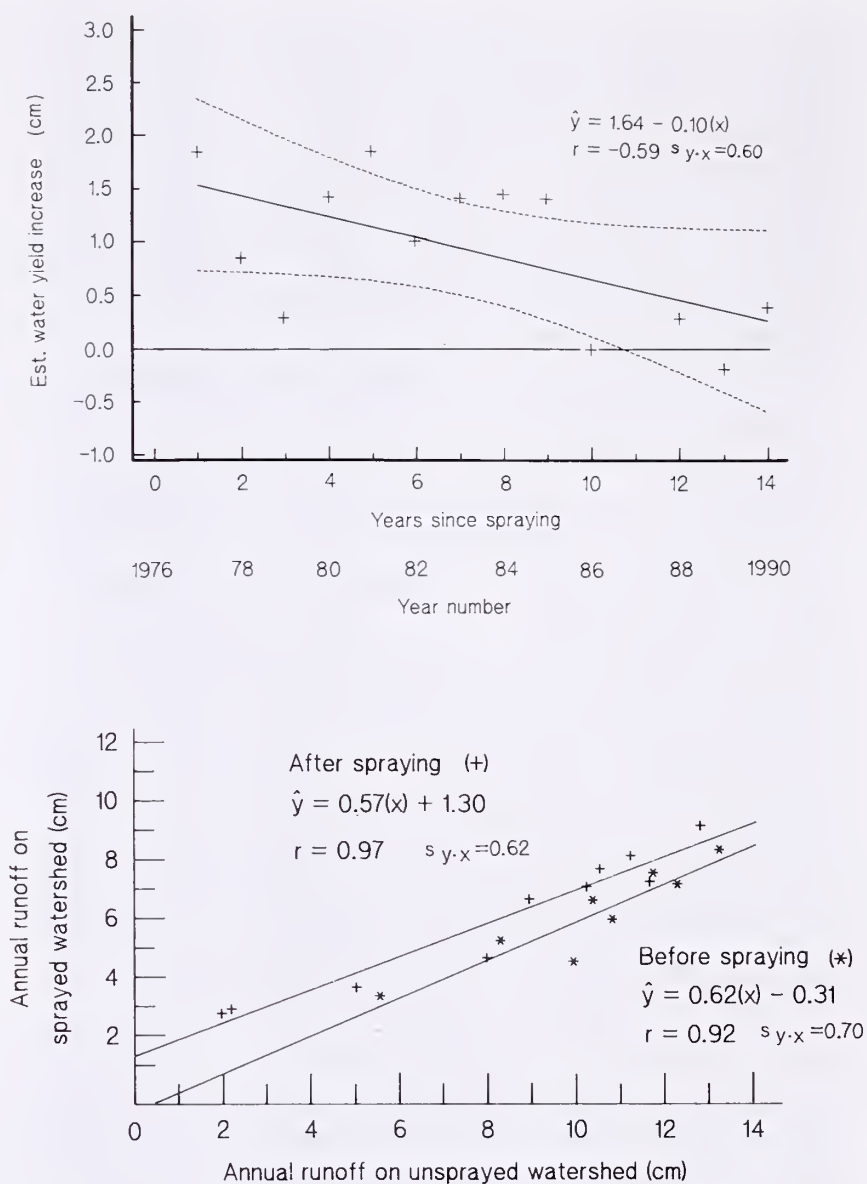 3.0
2.5
2.0
1.5
1.0
0.5
0.0
-0.5
-1.0
Est. water yield increase (cm)
ŷ = 1.64 - 0.10(x)
r = -0.59 s y·x =0.60
0 2 4 6 8 10 12 14
Years since spraying
1976 78 80 82 84 86 88 1990
Year number
12
10
8
6
4
2
Annual runoff on
sprayed watershed (cm)
After spraying (+)
ŷ = 0.57(x) + 1.30
r = 0.97 s y·x =0.62
Before spraying (*)
ŷ = 0.62(x) - 0.31
r = 0.92 s y·x =0.70
0 2 4 6 8 10 12 14
Annual runoff on unsprayed watershed (cm)